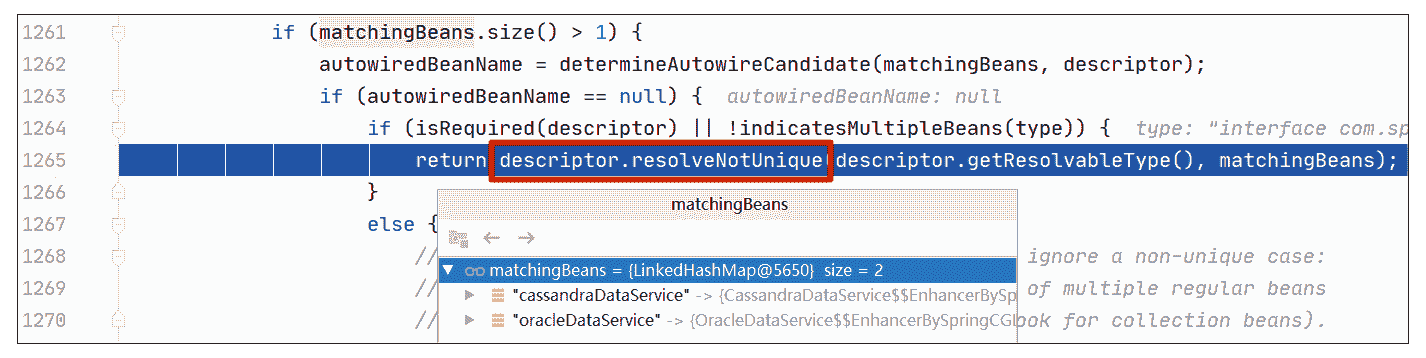 1261 if (matchingBeans.size() > 1) {
1262 autowiredBeanName = determineAutowireCandidate(matchingBeans, descriptor);
1263 if (autowiredBeanName == null) { autowiredBeanName: null
1264 if (isRequired(descriptor) || !indicatesMultipleBeans(type)) { type: "interface com.sp
1265 return descriptor.resolveNotUnique(descriptor.getResolvableType(), matchingBeans);
1266 }
matchingBeans
1267 else {
1268 // ignore a non-unique case:
matchingBeans = {LinkedHashMap@5650} size = 2
1269 // of multiple regular beans
"cassandraDataService" -> {CassandraDataService$$EnhancerBySp
1270 // ook for collection beans).
"oracleDataService" -> {OracleDataService$$EnhancerBySpringCGL